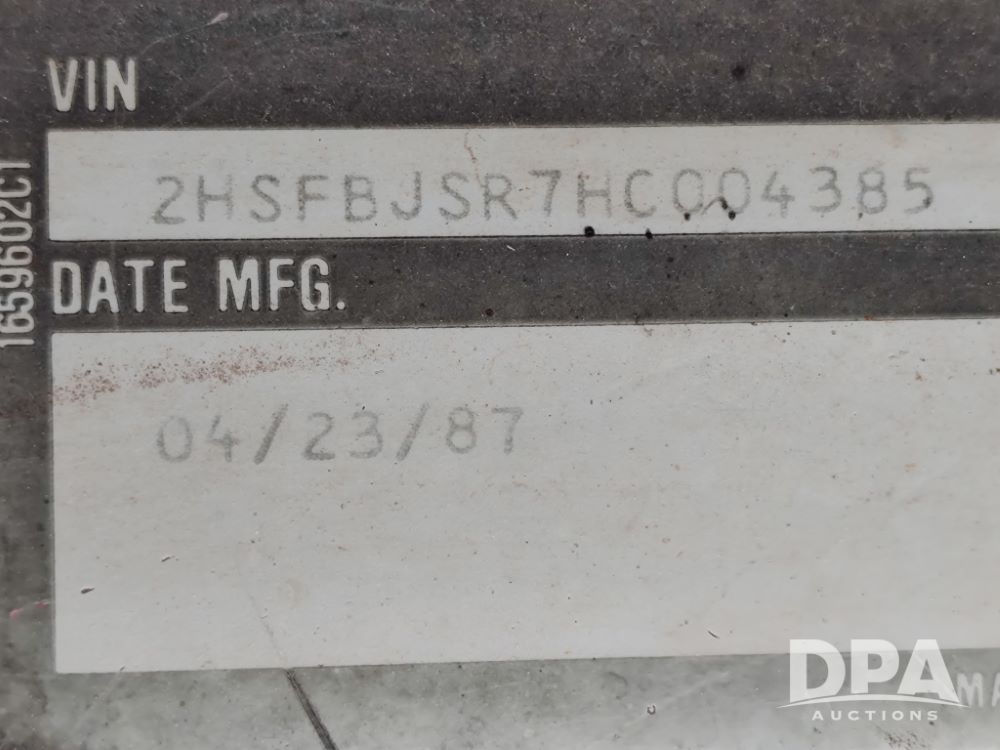 VIN
2HSFBJSR7HC004385
1659602C1
DATE MFG.
04/23/87
DPA
AUCTIONS